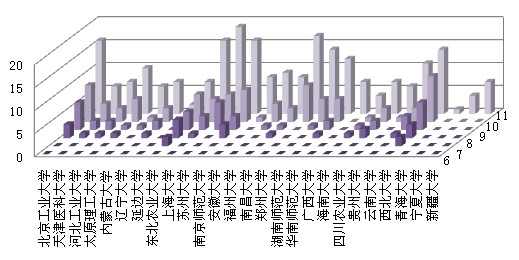 20
15
10
5
0
11
10
9
8
7
6
北京工业大学
天津医科大学
河北工业大学
太原理工大学
内蒙古大学
辽宁大学
延边大学
东北农业大学
上海大学
苏州大学
南京师范大学
安徽大学
福州大学
南昌大学
郑州大学
湖南师范大学
华南师范大学
广西大学
海南大学
四川农业大学
贵州大学
云南大学
西北大学
青海大学
宁夏大学
新疆大学